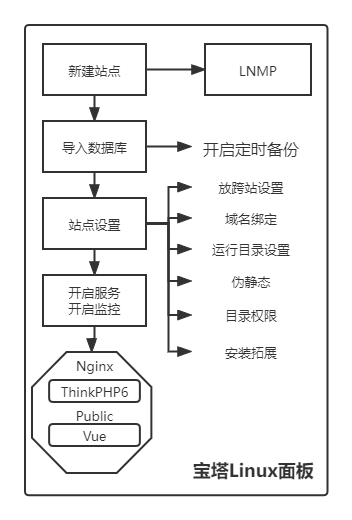 新建站点
LNMP
导入数据库
开启定时备份
站点设置
放跨站设置
域名绑定
运行目录设置
伪静态
目录权限
安装拓展
开启服务
开启监控
Nginx
ThinkPHP6
Public
Vue
宝塔Linux面板